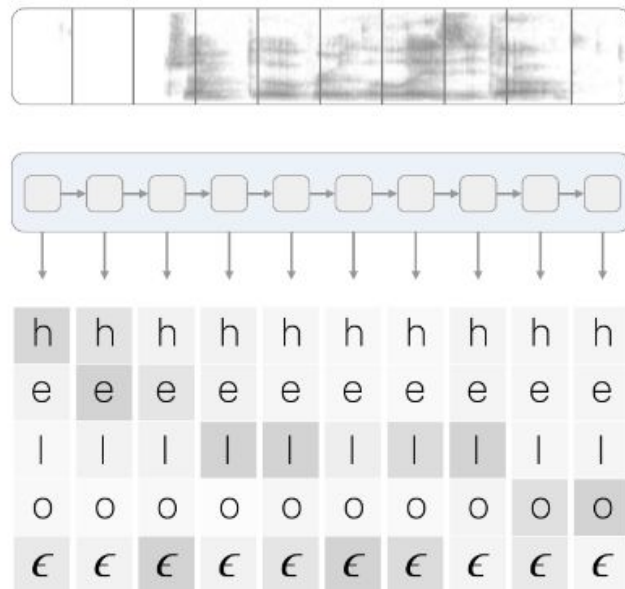 h h h h h h h h h h
e e e e e e e e e e
l l l l l l l l l l
o o o o o o o o o o
ϵ ϵ ϵ ϵ ϵ ϵ ϵ ϵ ϵ ϵ